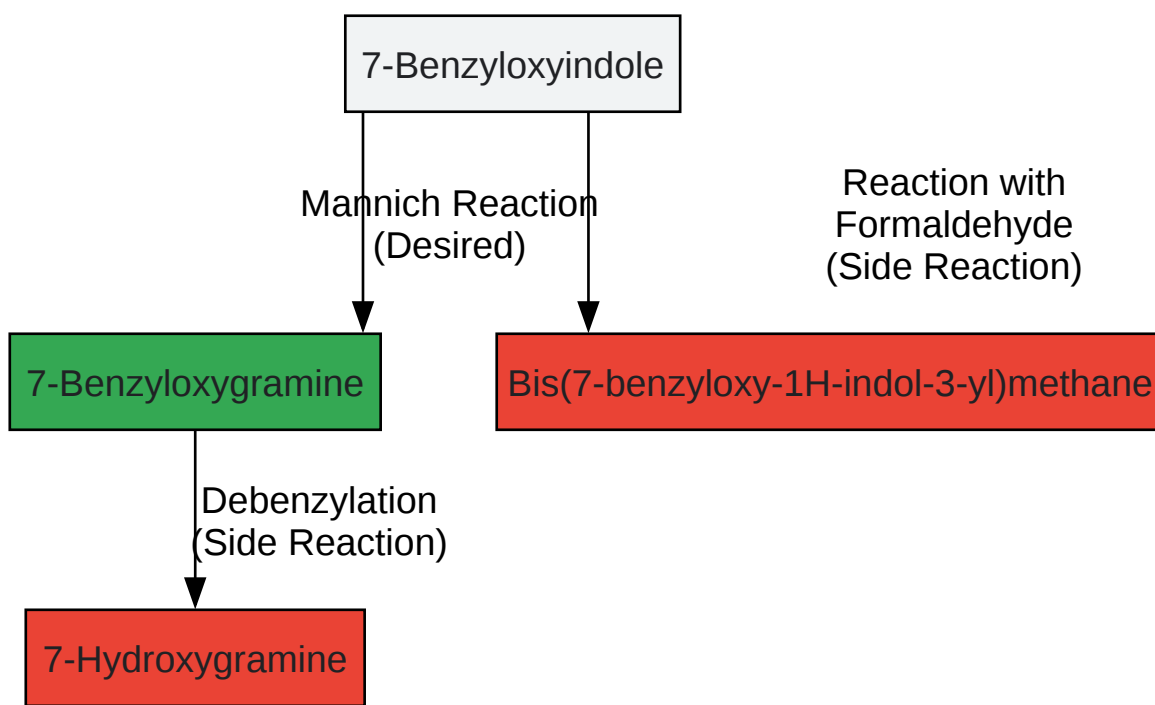 7-Benzyloxyindole
Mannich Reaction
(Desired)
Reaction with
Formaldehyde
(Side Reaction)
7-Benzyloxygramine
Bis(7-benzyloxy-1H-indol-3-yl)methane
Debenzylation
(Side Reaction)
7-Hydroxygramine